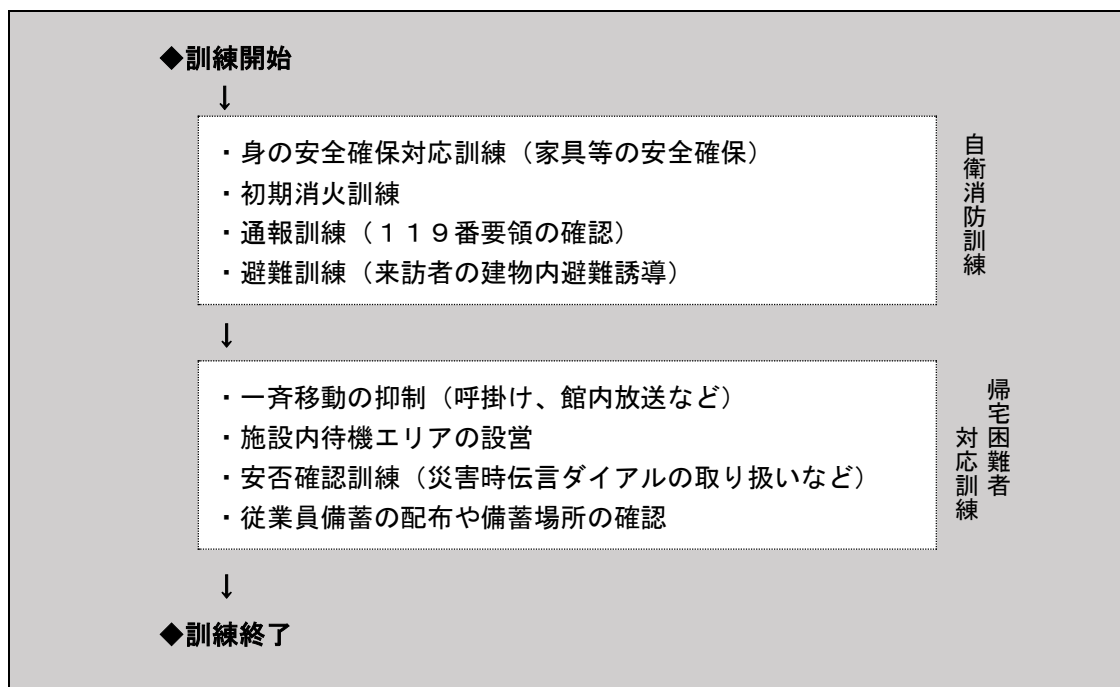 ◆訓練開始
↓
・身の安全確保対応訓練（家具等の安全確保）
・初期消火訓練
・通報訓練（１１９番要領の確認）
・避難訓練（来訪者の建物内避難誘導）
自衛消防訓練
↓
・一斉移動の抑制（呼掛け、館内放送など）
・施設内待機エリアの設営
・安否確認訓練（災害時伝言ダイアルの取り扱いなど）
・従業員備蓄の配布や備蓄場所の確認
帰宅困難者
対応訓練
↓
◆訓練終了